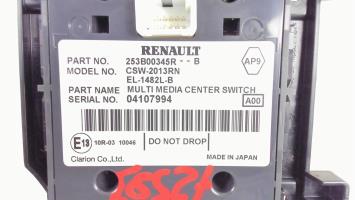 RENAULT
PART NO. 253B00345R - - B
AP9
MODEL NO. CSW-2013RN
EL-1482L-B
PART NAME MULTI MEDIA CENTER SWITCH
SERIAL NO. 04107994 A00
E13 10R-03 10046 DO NOT DROP
Clarion Co.,Ltd. MADE IN JAPAN